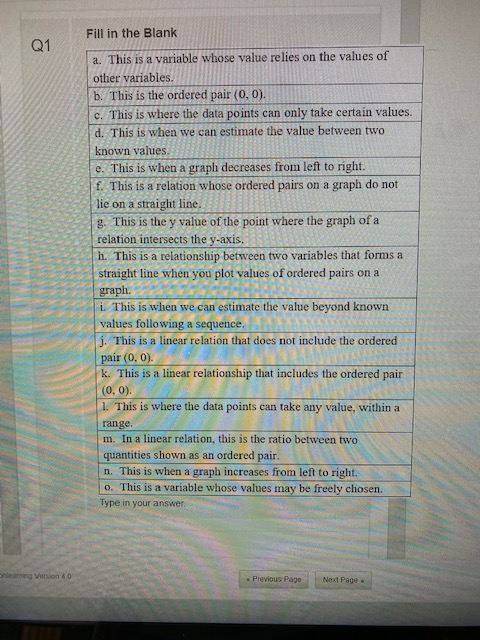 Q1
Fill in the Blank
a. This is a variable whose value relies on the values of
other variables.
b. This is the ordered pair (0, 0).
c. This is where the data points can only take certain values.
d. This is when we can estimate the value between two
known values.
e. This is when a graph decreases from left to right.
f. This is a relation whose ordered pairs on a graph do not
lie on a straight line.
g. This is the y value of the point where the graph of a
relation intersects the y-axis.
h. This is a relationship between two variables that forms a
straight line when you plot values of ordered pairs on a
graph.
i. This is when we can estimate the value beyond known
values following a sequence.
j. This is a linear relation that does not include the ordered
pair (0, 0).
k. This is a linear relationship that includes the ordered pair
(0, 0).
l. This is where the data points can take any value, within a
range.
m. In a linear relation, this is the ratio between two
quantities shown as an ordered pair.
n. This is when a graph increases from left to right.
o. This is a variable whose values may be freely chosen.
Type in your answer
Version 4.0
« Previous Page
Next Page »